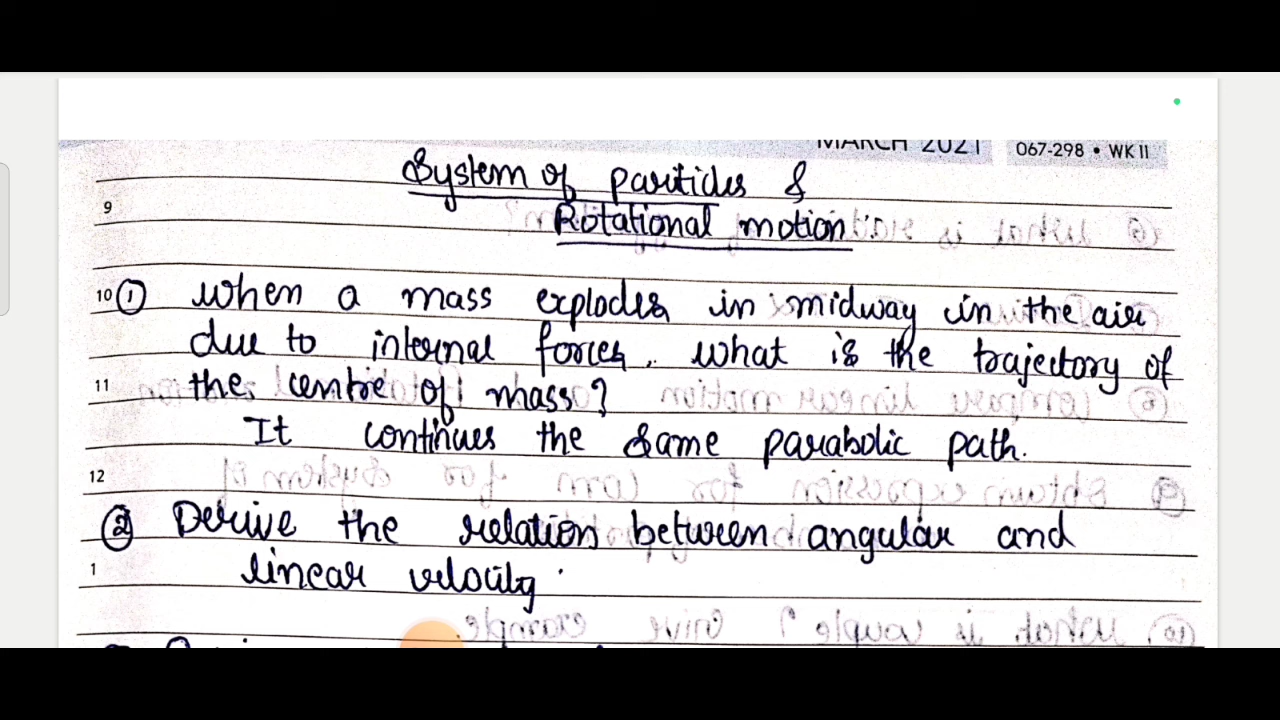 MARCH 2021 067-298 • WK II
System of particles &
9
Rotational motion.
10 ① When a mass explodes in midway in the air
due to internal forces. What is the trajectory of
11 the centre of mass?
It continues the same parabolic path.
12
② Derive the relation between angular and
1 linear velocity.